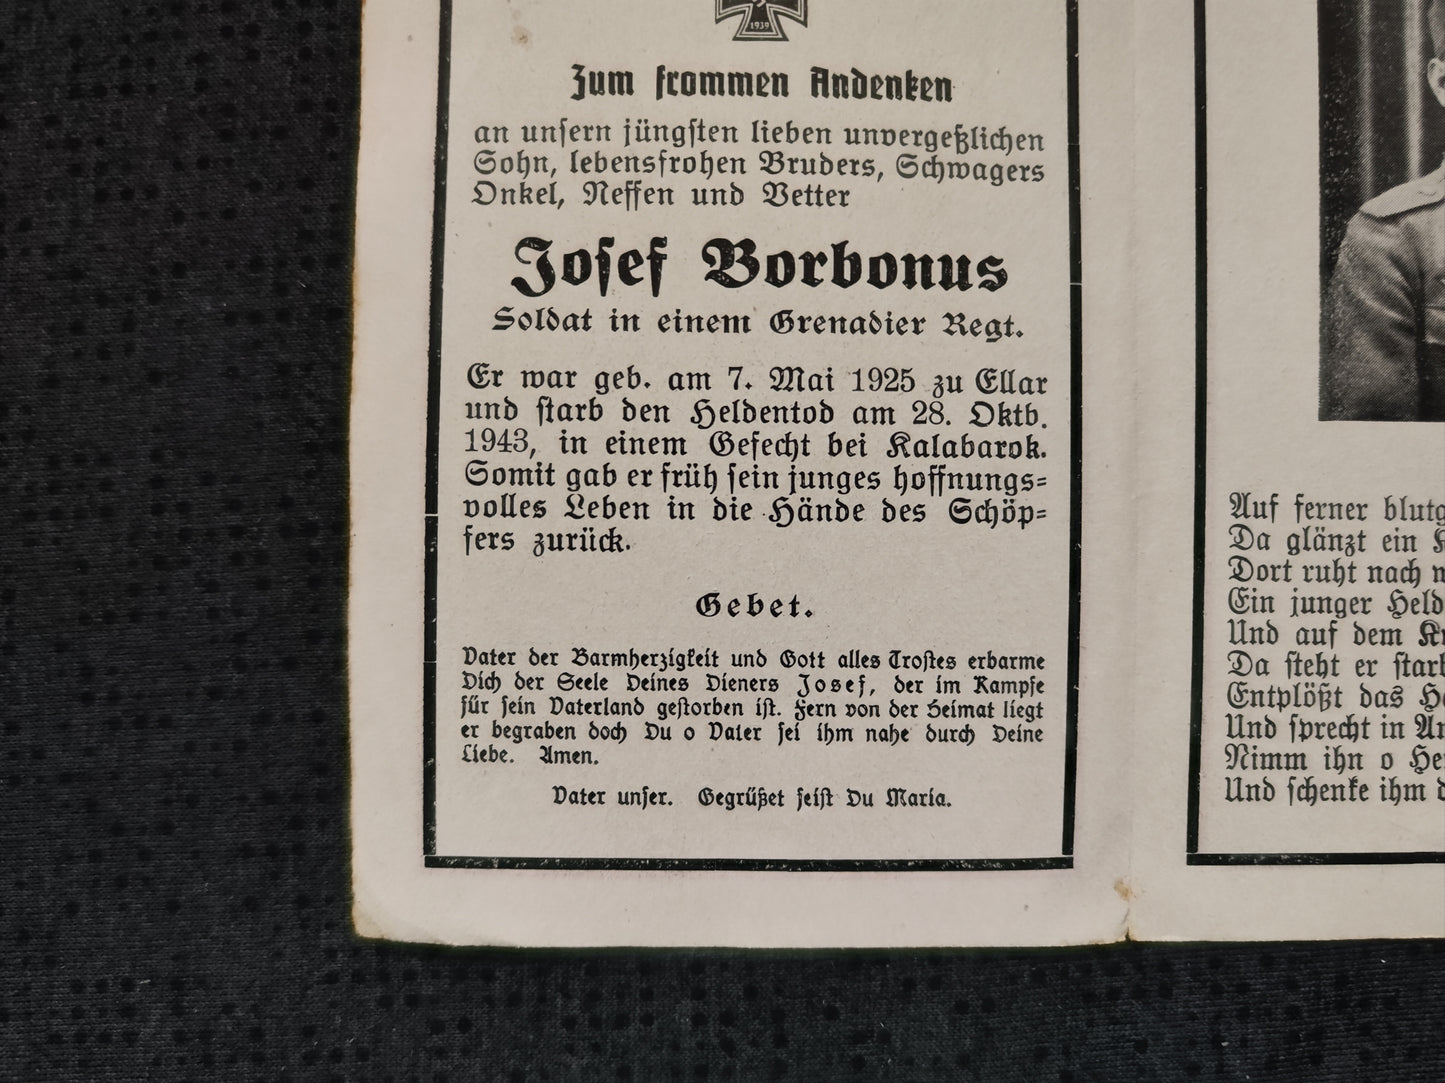 1939
Zum frommen Andenken
an unsern jüngsten lieben unvergeßlichen
Sohn, lebensfrohen Bruders, Schwagers
Onkel, Neffen und Vetter
Josef Borbonus
Soldat in einem Grenadier Regt.
Er war geb. am 7. Mai 1925 zu Ellar
und starb den Heldentod am 28. Oktb.
1943, in einem Gefecht bei Kalabarok.
Somit gab er früh sein junges hoffnungs=
volles Leben in die Hände des Schöp=
fers zurück.
Gebet.
Vater der Barmherzigkeit und Gott alles Trostes erbarme
Dich der Seele Deines Dieners Josef, der im Kampfe
für sein Vaterland gestorben ist. Fern von der Heimat liegt
er begraben doch Du o Vater sei ihm nahe durch Deine
Liebe. Amen.
Vater unser. Gegrüßet seist Du Maria.
Auf ferner
Da glänzt ein
Dort ruht nach
Ein junger
Und auf dem
Da steht er
Entplößt das
Und sprecht in
Nimm ihn o
Und schenke ihm